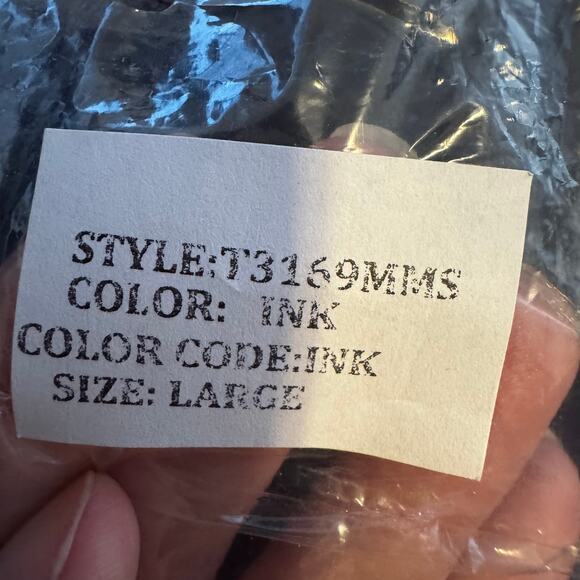 STYLE:T3169MMS
COLOR: INK
COLOR CODE:INK
SIZE: LARGE